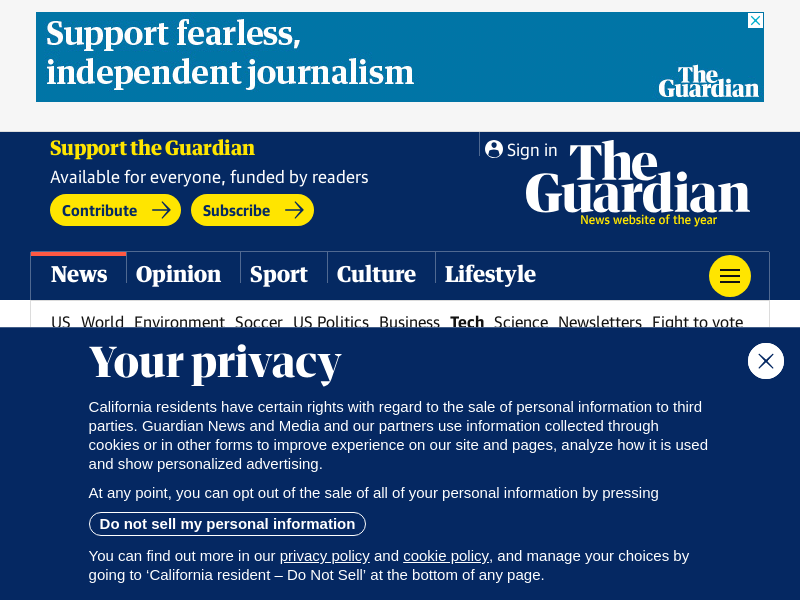 Support fearless,
independent journalism
The
Guardian
Support the Guardian
Available for everyone, funded by readers
Contribute
Subscribe
Sign in
The
Guardian
News website of the year
News Opinion Sport Culture Lifestyle
US World Environment Soccer US Politics Business Tech Science Newsletters Fight to vote
Your privacy
California residents have certain rights with regard to the sale of personal information to third
parties. Guardian News and Media and our partners use information collected through
cookies or in other forms to improve experience on our site and pages, analyze how it is used
and show personalized advertising.
At any point, you can opt out of the sale of all of your personal information by pressing
Do not sell my personal information
You can find out more in our privacy policy and cookie policy, and manage your choices by
going to ‘California resident – Do Not Sell’ at the bottom of any page.